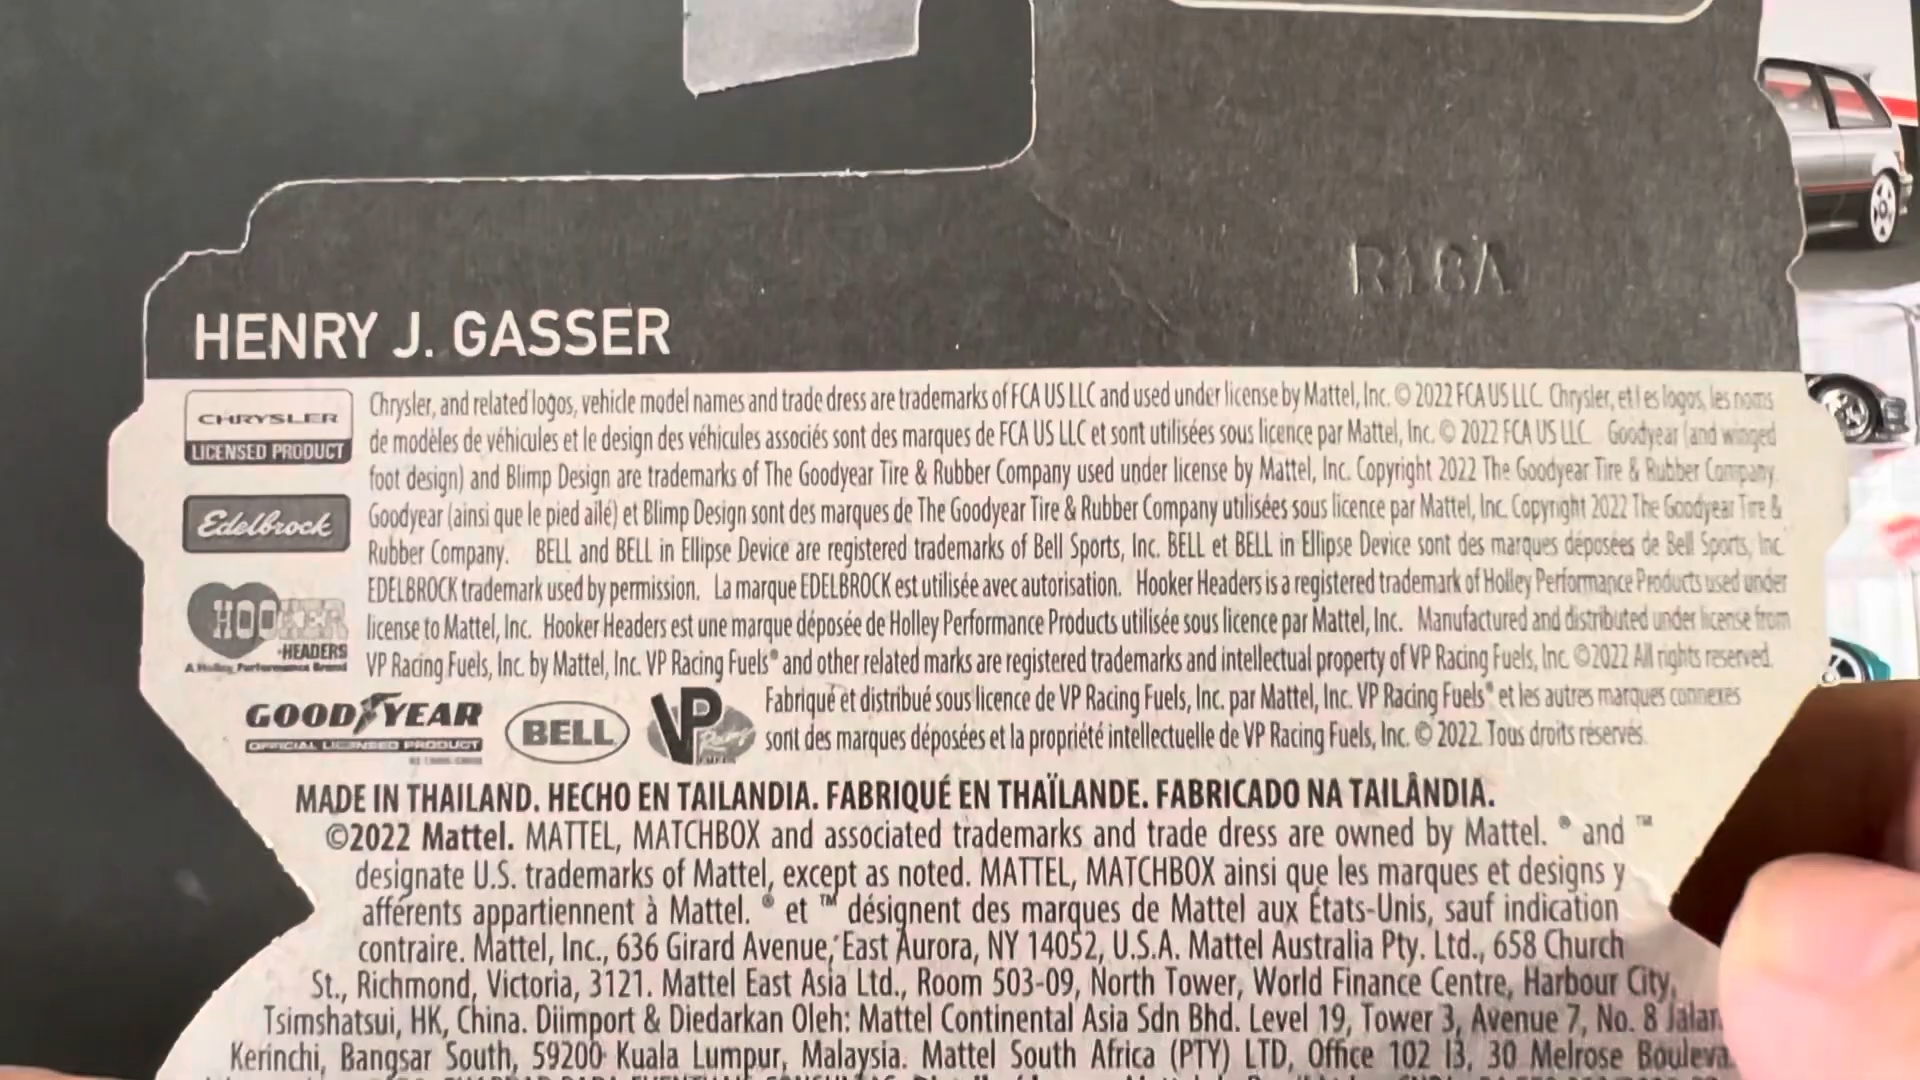 R18A
HENRY J. GASSER
CHRYSLER
LICENSED PRODUCT
Edelbrock
HOOKER
HEADERS
A Holley Performance Brand
Chrysler, and related logos, vehicle model names and trade dress are trademarks of FCA US LLC and used under license by Mattel, Inc. © 2022 FCA US LLC. Chrysler, et les logos, les noms
de modèles de véhicules et le design des véhicules associés sont des marques de FCA US LLC et sont utilisées sous licence par Mattel, Inc. © 2022 FCA US LLC. Goodyear (and winged
foot design) and Blimp Design are trademarks of The Goodyear Tire & Rubber Company used under license by Mattel, Inc. Copyright 2022 The Goodyear Tire & Rubber Company.
Goodyear (ainsi que le pied ailé) et Blimp Design sont des marques de The Goodyear Tire & Rubber Company utilisées sous licence par Mattel, Inc. Copyright 2022 The Goodyear Tire &
Rubber Company. BELL and BELL in Ellipse Device are registered trademarks of Bell Sports, Inc. BELL et BELL in Ellipse Device sont des marques déposées de Bell Sports, Inc.
EDELBROCK trademark used by permission. La marque EDELBROCK est utilisée avec autorisation. Hooker Headers is a registered trademark of Holley Performance Products used under
license to Mattel, Inc. Hooker Headers est une marque déposée de Holley Performance Products utilisée sous licence par Mattel, Inc. Manufactured and distributed under license from
VP Racing Fuels, Inc. by Mattel, Inc. VP Racing Fuels® and other related marks are registered trademarks and intellectual property of VP Racing Fuels, Inc. ©2022 All rights reserved.
GOODYEAR
OFFICIAL LICENSED PRODUCT
BELL
VP Racing
FUELS
Fabriqué et distribué sous licence de VP Racing Fuels, Inc. par Mattel, Inc. VP Racing Fuels® et les autres marques connexes
sont des marques déposées et la propriété intellectuelle de VP Racing Fuels, Inc. © 2022. Tous droits réservés.
MADE IN THAILAND. HECHO EN TAILANDIA. FABRIQUÉ EN THAÏLANDE. FABRICADO NA TAILÂNDIA.
©2022 Mattel. MATTEL, MATCHBOX and associated trademarks and trade dress are owned by Mattel. ® and ™
designate U.S. trademarks of Mattel, except as noted. MATTEL, MATCHBOX ainsi que les marques et designs y
afférents appartiennent à Mattel. ® et ™ désignent des marques de Mattel aux États-Unis, sauf indication
contraire. Mattel, Inc., 636 Girard Avenue, East Aurora, NY 14052, U.S.A. Mattel Australia Pty. Ltd., 658 Church
St., Richmond, Victoria, 3121. Mattel East Asia Ltd., Room 503-09, North Tower, World Finance Centre, Harbour City,
Tsimshatsui, HK, China. Diimport & Diedarkan Oleh: Mattel Continental Asia Sdn Bhd. Level 19, Tower 3, Avenue 7, No. 8 Jalan
Kerinchi, Bangsar South, 59200 Kuala Lumpur, Malaysia. Mattel South Africa (PTY) LTD, Office 102 I3, 30 Melrose Bouleva